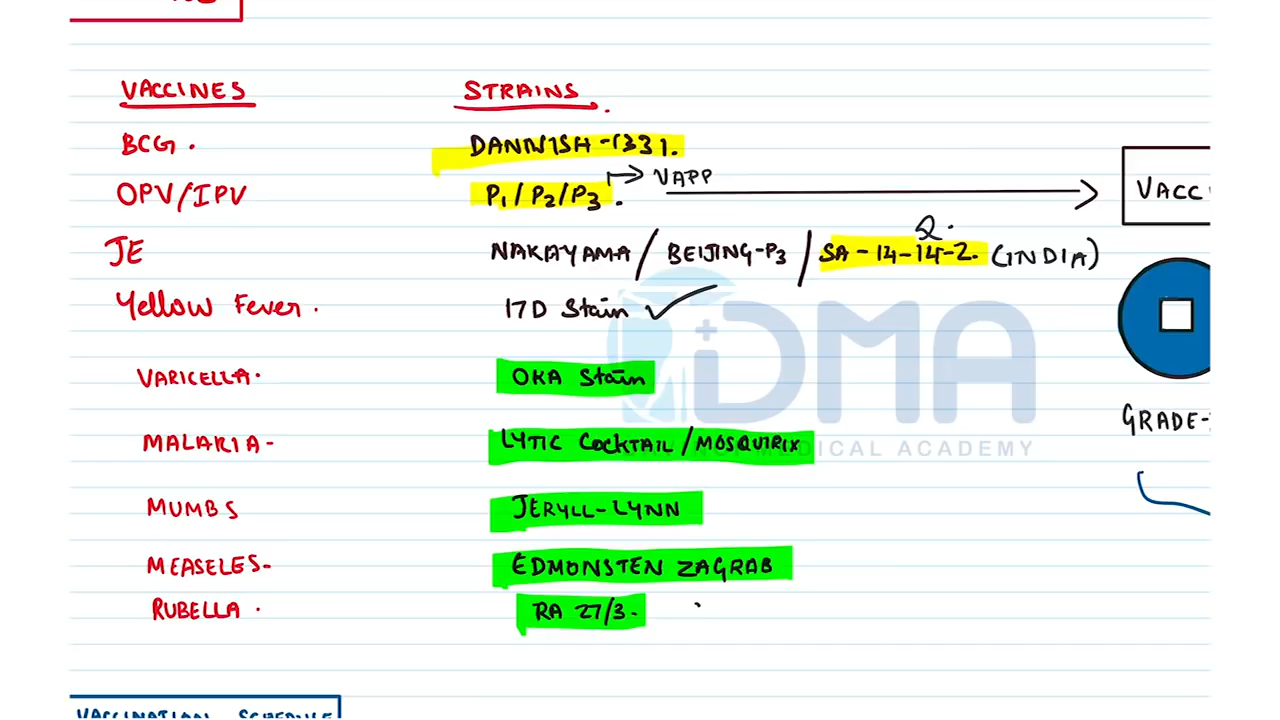 VACCINES STRAINS
BCG. DANNISH-1331.
OPV/IPV P1/P2/P3. → VAPP
VACC
JE NAKAYAMA / BEIJING-P3 / SA-14-14-2. (INDIA)
2.
Yellow Fever. 17D Stain
VARICELLA. OKA Stain
DMA
MEDICAL ACADEMY
GRADE-
MALARIA- LYTIC COCKTAIL/MOSQUIRIX
MUMBS JERYLL-LYNN
MEASELES- EDMONSTEN ZAGRAB
RUBELLA. RA 27/3.
VACCINATION SCHEDULE